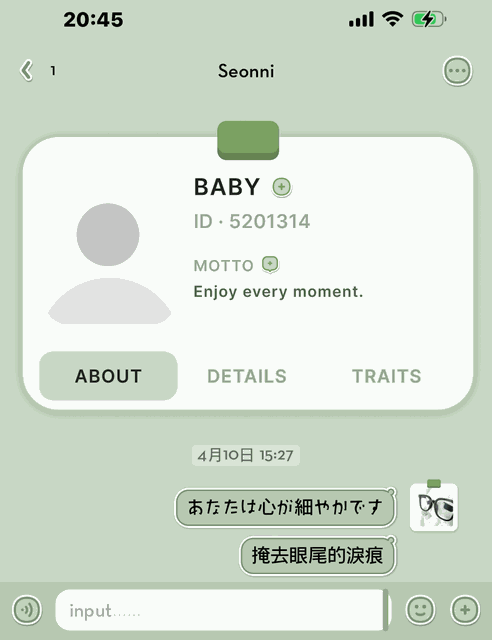 20:45
1
Seonni
BABY
ID · 5201314
MOTTO
Enjoy every moment.
ABOUT DETAILS TRAITS
4月10日 15:27
あなたは心が細やかです
掩去眼尾的淚痕
input......